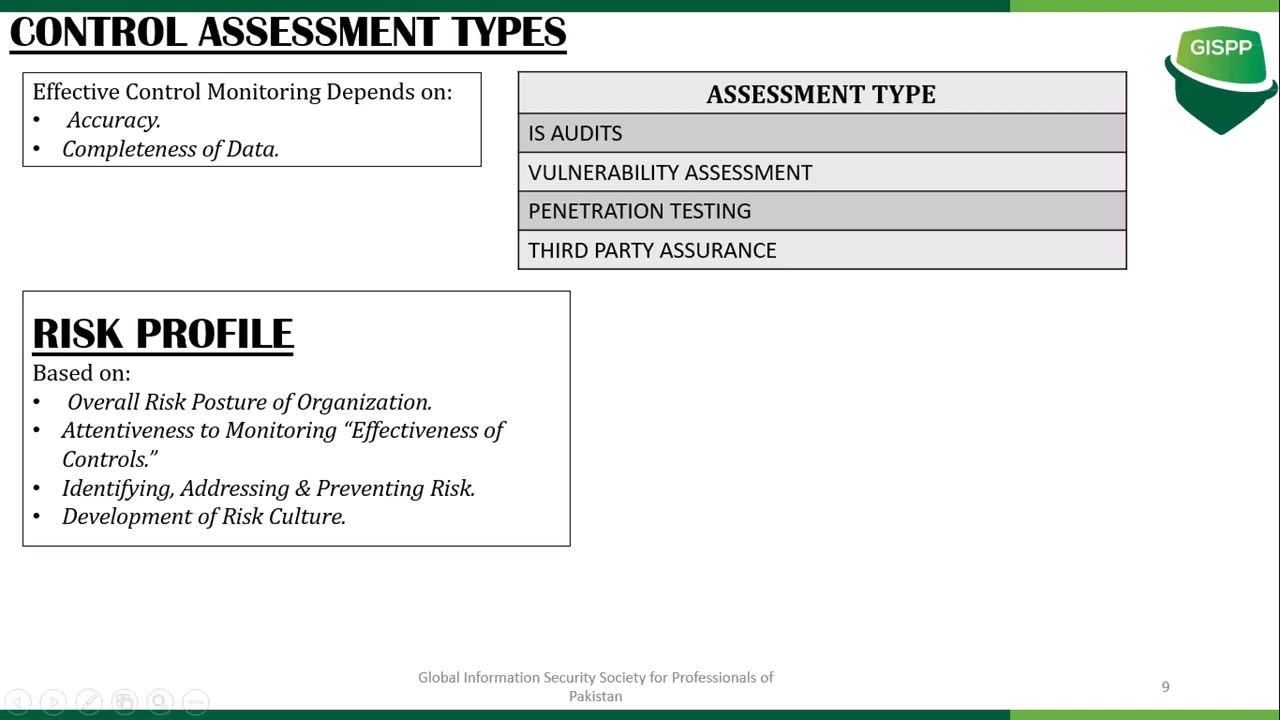 CONTROL ASSESSMENT TYPES
GISPP
Effective Control Monitoring Depends on:
• Accuracy.
• Completeness of Data.
ASSESSMENT TYPE
IS AUDITS
VULNERABILITY ASSESSMENT
PENETRATION TESTING
THIRD PARTY ASSURANCE
RISK PROFILE
Based on:
• Overall Risk Posture of Organization.
• Attentiveness to Monitoring “Effectiveness of
Controls.”
• Identifying, Addressing & Preventing Risk.
• Development of Risk Culture.
Global Information Security Society for Professionals of
Pakistan
9